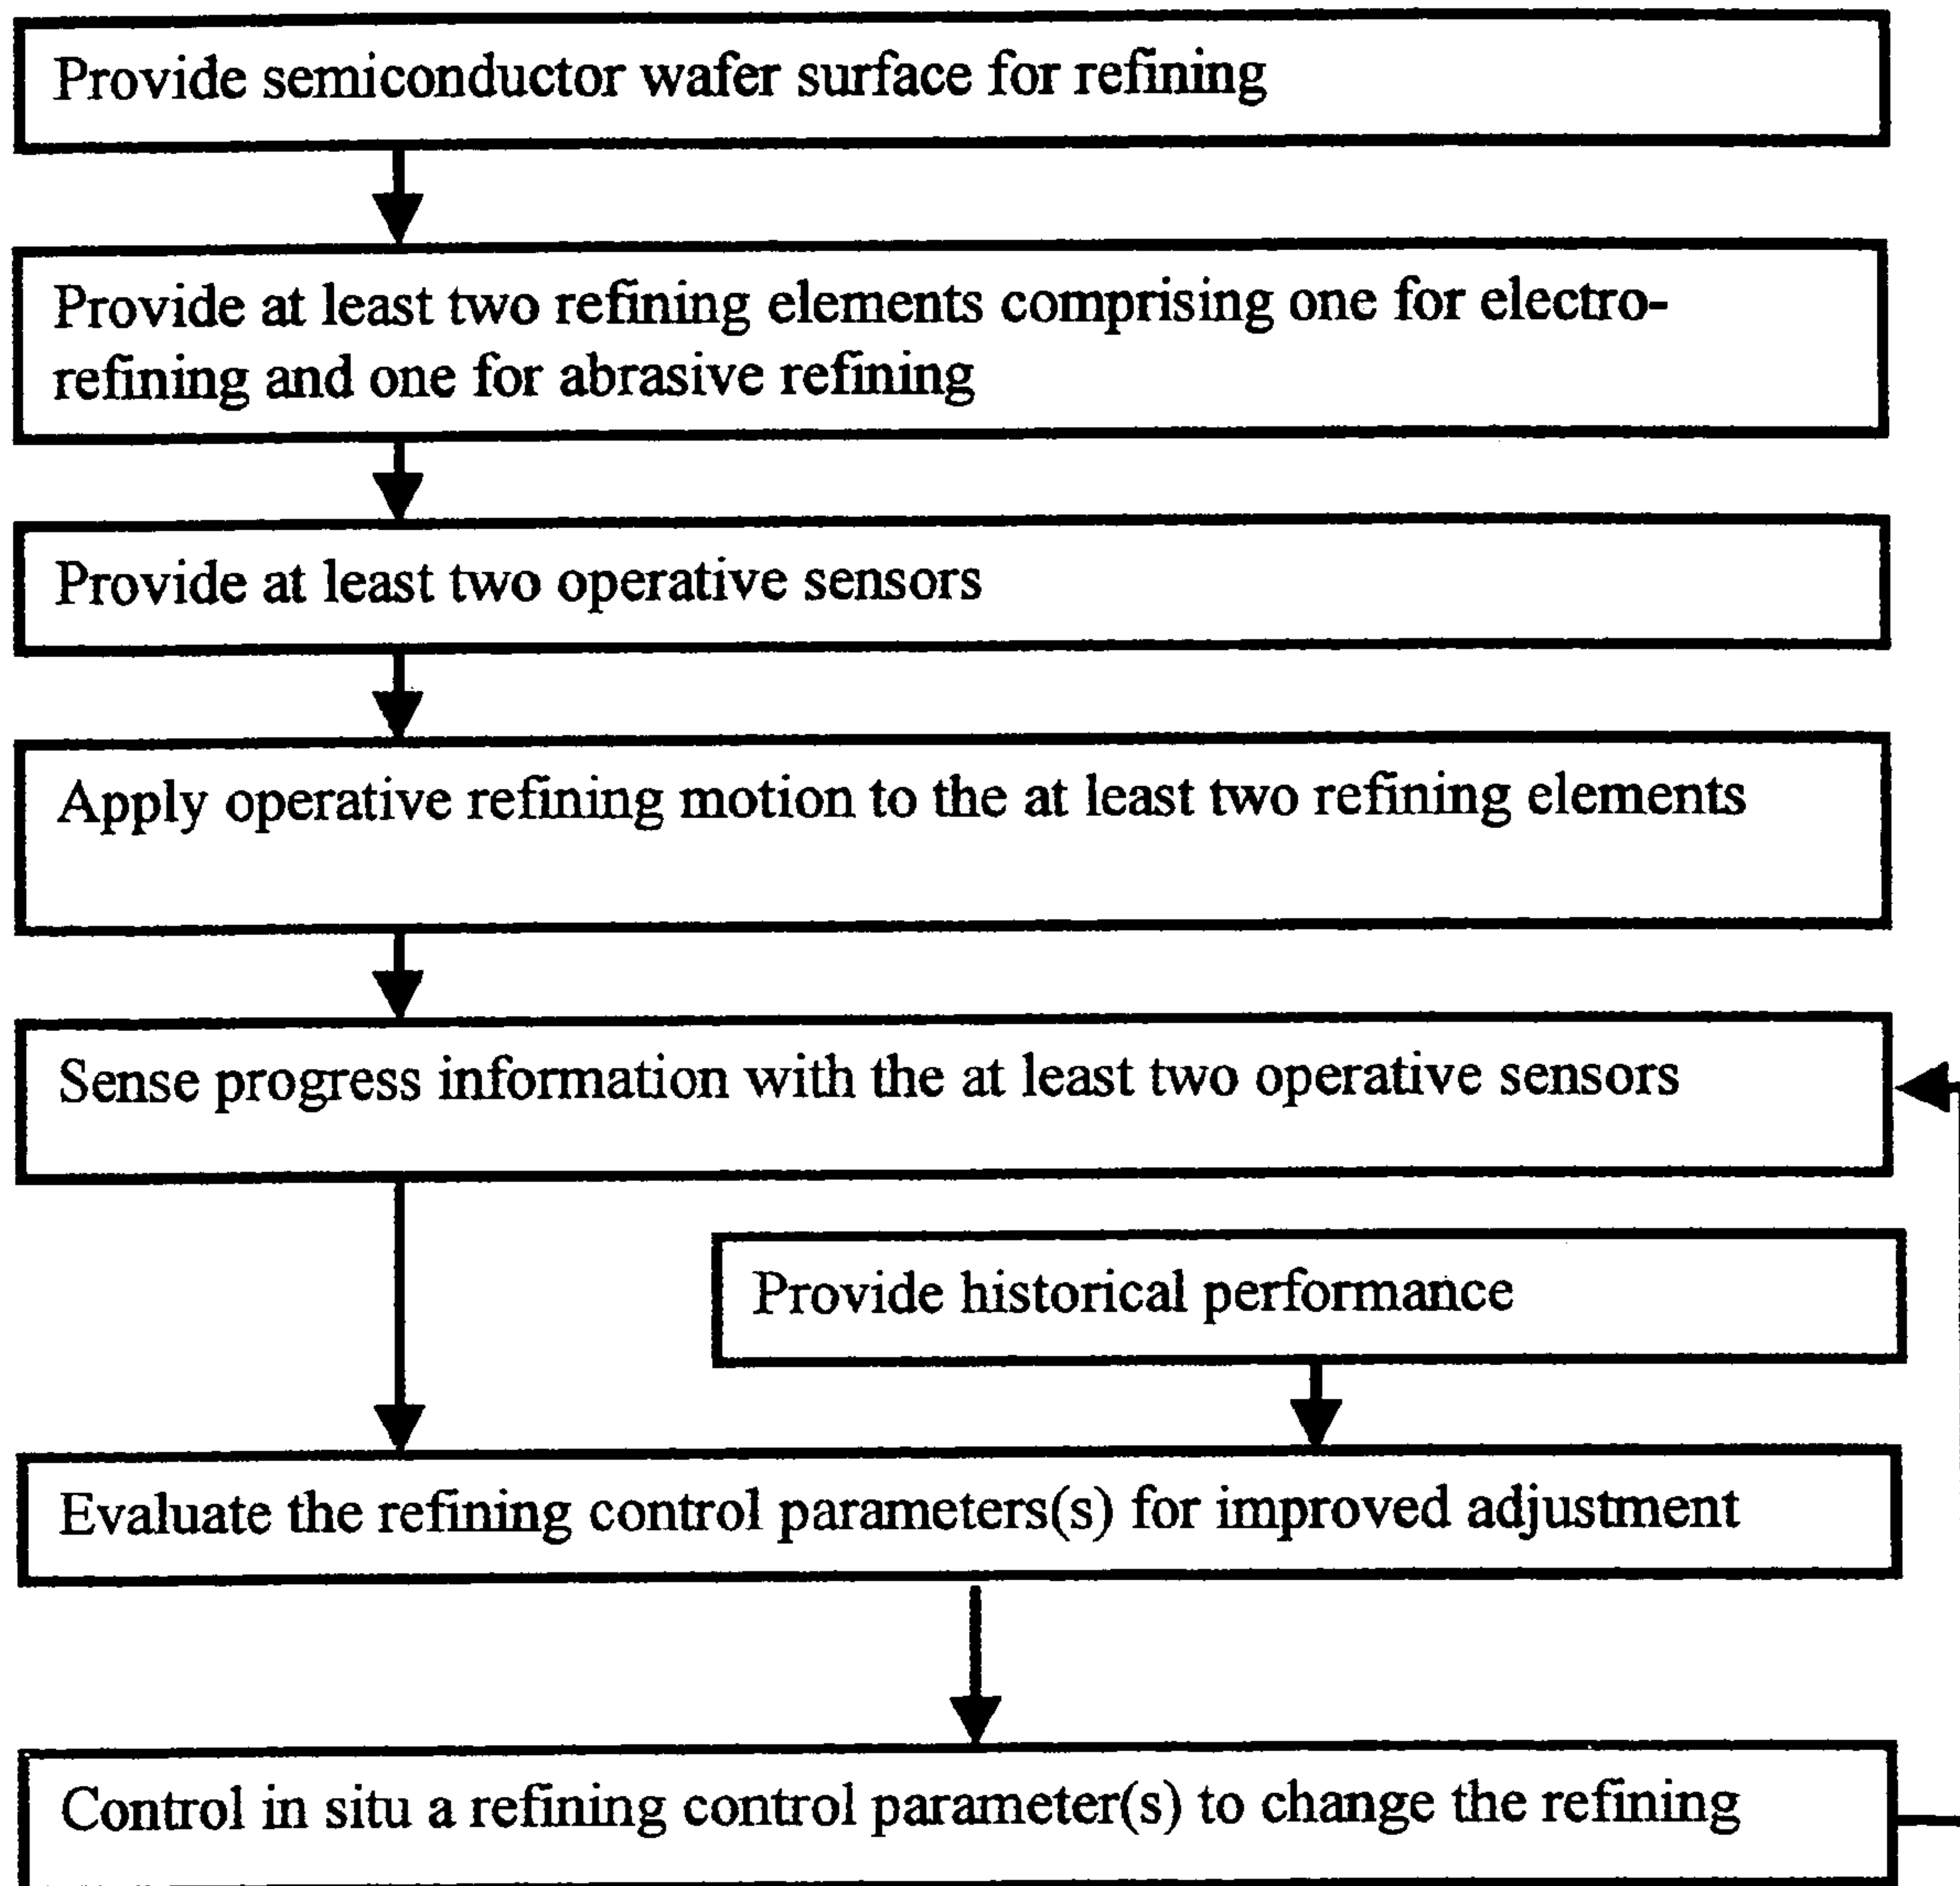 Provide semiconductor wafer surface for refining
Provide at least two refining elements comprising one for electro-
refining and one for abrasive refining
Provide at least two operative sensors
Apply operative refining motion to the at least two refining elements
Sense progress information with the at least two operative sensors
Provide historical performance
Evaluate the refining control parameters(s) for improved adjustment
Control in situ a refining control parameter(s) to change the refining